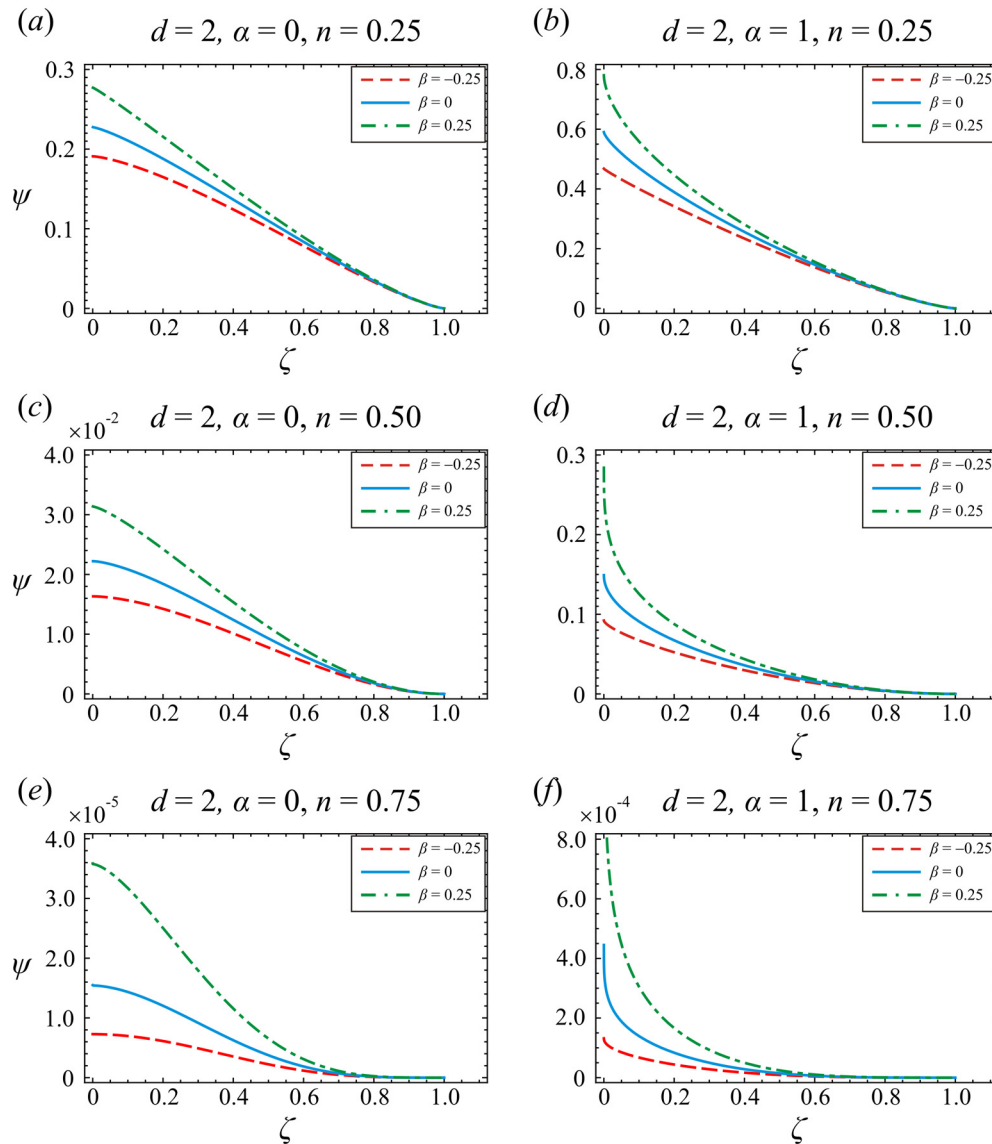 (a) d = 2, α = 0, n = 0.25
0.3
0.2
0.1
0
ψ
β = −0.25
β = 0
β = 0.25
0 0.2 0.4 0.6 0.8 1.0
ζ
(b) d = 2, α = 1, n = 0.25
0.8
0.6
0.4
0.2
0
β = −0.25
β = 0
β = 0.25
0 0.2 0.4 0.6 0.8 1.0
ζ
(c) d = 2, α = 0, n = 0.50
×10⁻²
4.0
3.0
2.0
1.0
0
ψ
β = −0.25
β = 0
β = 0.25
0 0.2 0.4 0.6 0.8 1.0
ζ
(d) d = 2, α = 1, n = 0.50
0.3
0.2
0.1
0
β = −0.25
β = 0
β = 0.25
0 0.2 0.4 0.6 0.8 1.0
ζ
(e) d = 2, α = 0, n = 0.75
×10⁻⁵
4.0
3.0
2.0
1.0
0
ψ
β = −0.25
β = 0
β = 0.25
0 0.2 0.4 0.6 0.8 1.0
ζ
(f) d = 2, α = 1, n = 0.75
×10⁻⁴
8.0
6.0
4.0
2.0
0
β = −0.25
β = 0
β = 0.25
0 0.2 0.4 0.6 0.8 1.0
ζ